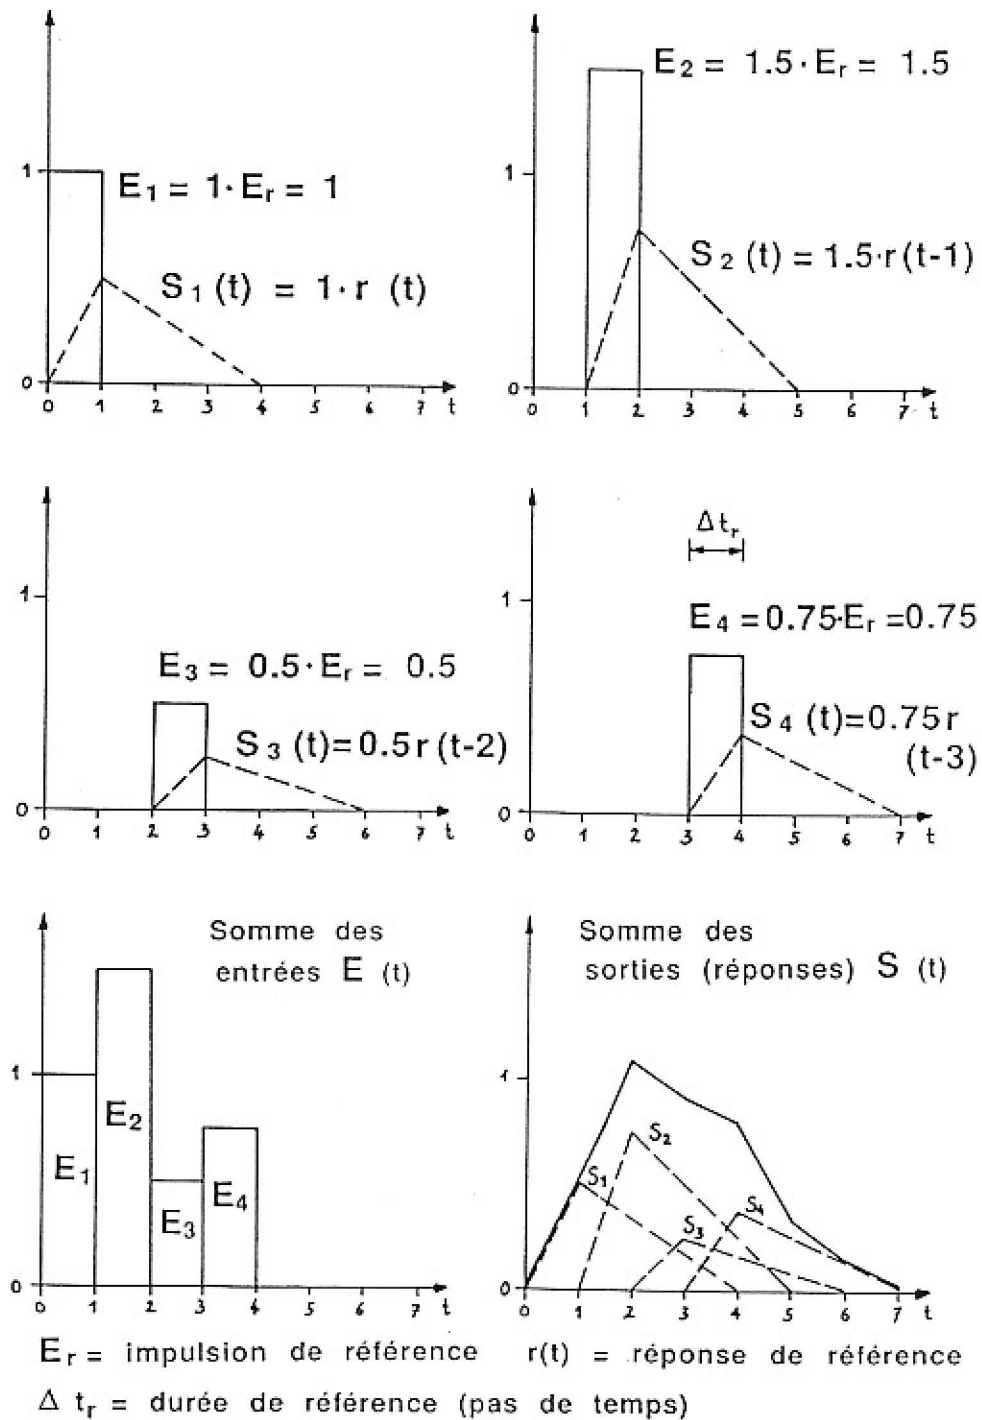 E₁ = 1·Eᵣ = 1
S₁ (t) = 1·r (t)
1
0
0 1 2 3 4 5 6 7 t
E₂ = 1.5·Eᵣ = 1.5
1
S₂ (t) = 1.5·r(t-1)
0
0 1 2 3 4 5 6 7 t
1
E₃ = 0.5·Eᵣ = 0.5
S₃ (t)=0.5r(t-2)
0
0 1 2 3 4 5 6 7 t
Δtᵣ
1
E₄=0.75·Eᵣ=0.75
S₄ (t)=0.75r
(t-3)
0
0 1 2 3 4 5 6 7 t
Somme des
entrées E (t)
1
E₂
E₁
E₄
E₃
0
0 1 2 3 4 5 6 7 t
Somme des
sorties (réponses) S (t)
1
S₂
S₁
S₄
S₃
0
0 1 2 3 4 5 6 7 t
Eᵣ = impulsion de référence r(t) = réponse de référence
Δ tᵣ = durée de référence (pas de temps)